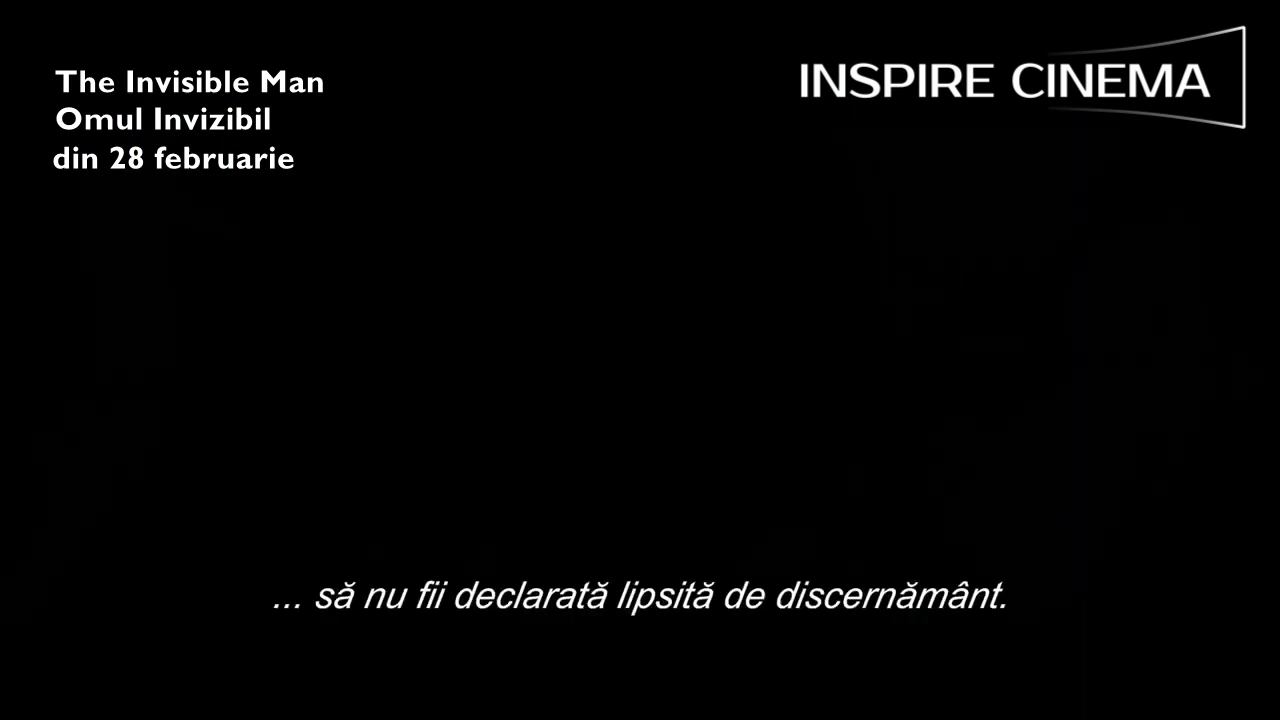 The Invisible Man
Omul Invizibil
din 28 februarie
INSPIRE CINEMA
... să nu fii declarată lipsită de discernământ.